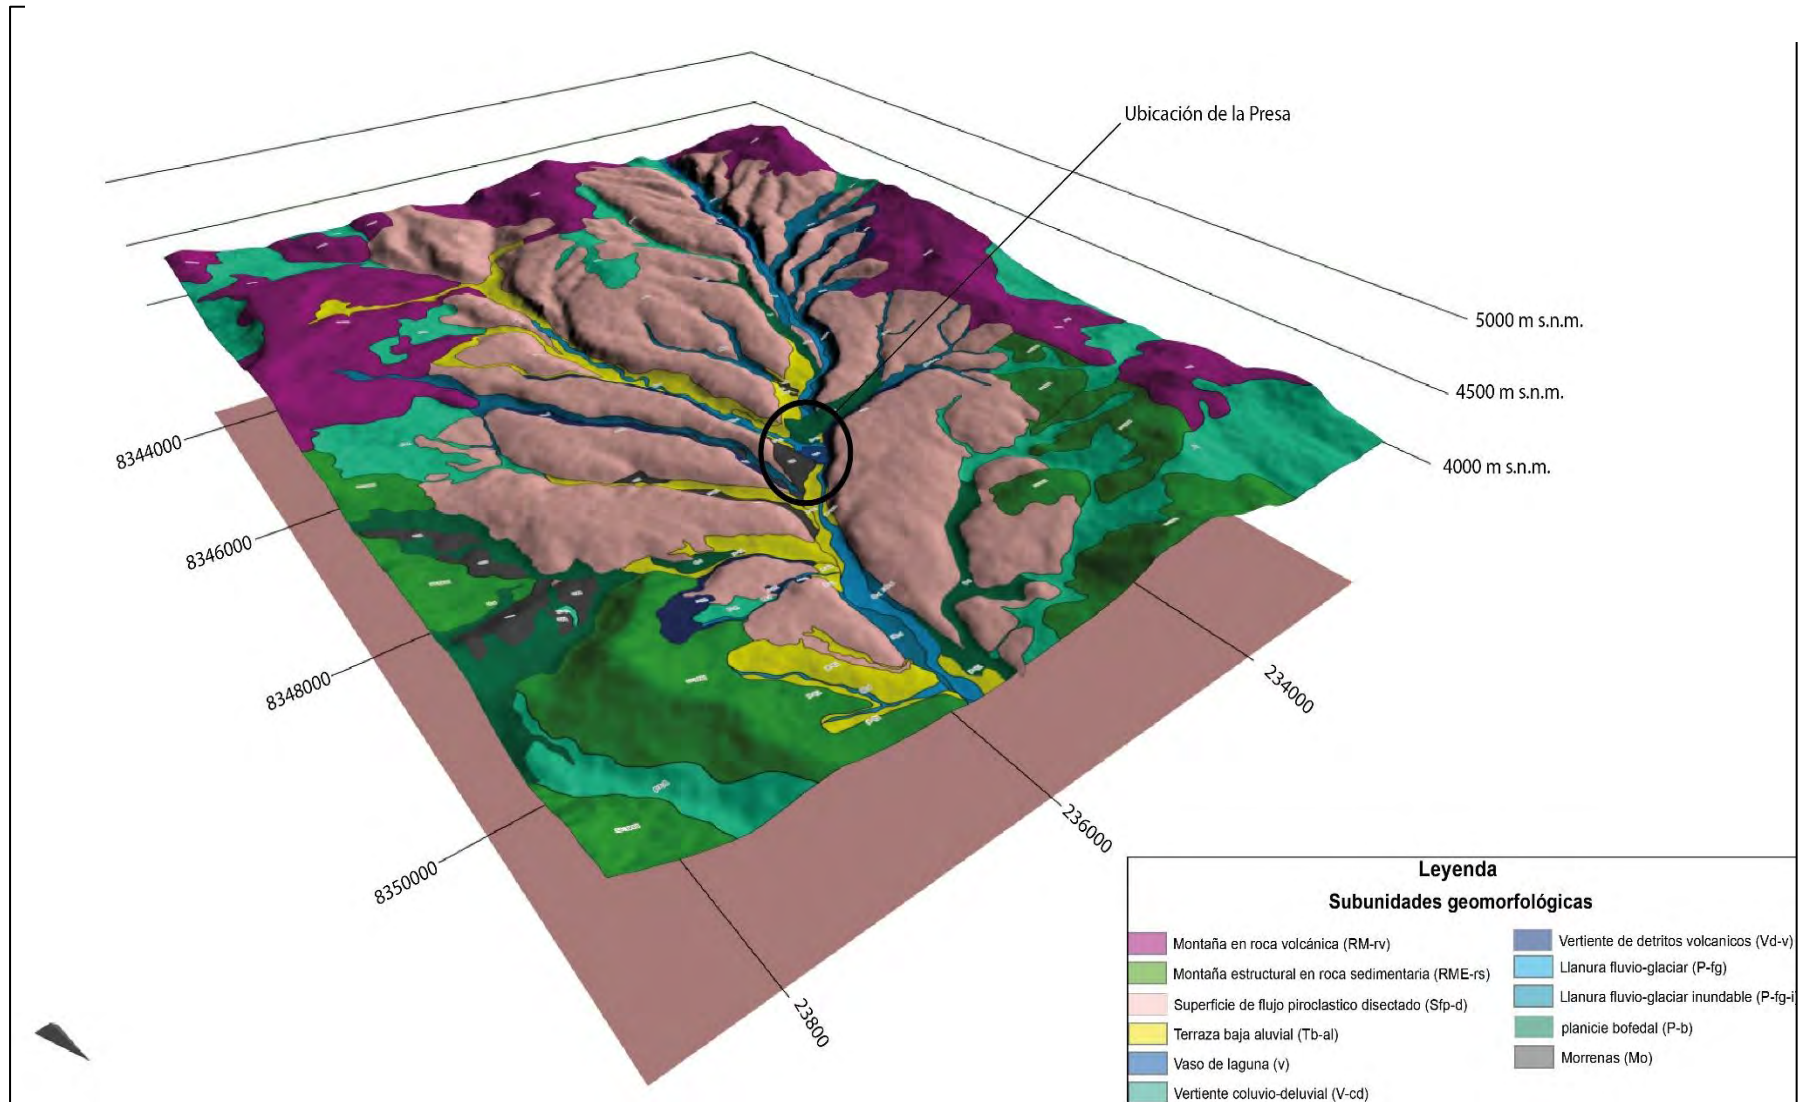 Ubicación de la Presa
5000 m s.n.m.
4500 m s.n.m.
4000 m s.n.m.
8344000
8346000
8348000
8350000
234000
236000
23800
Leyenda
Subunidades geomorfológicas
Montaña en roca volcánica (RM-rv)
Montaña estructural en roca sedimentaria (RME-rs)
Superficie de flujo piroclastico disectado (Sfp-d)
Terraza baja aluvial (Tb-al)
Vaso de laguna (v)
Vertiente coluvio-deluvial (V-cd)
Vertiente de detritos volcanicos (Vd-v)
Llanura fluvio-glaciar (P-fg)
Llanura fluvio-glaciar inundable (P-fg-i)
planicie bofedal (P-b)
Morrenas (Mo)